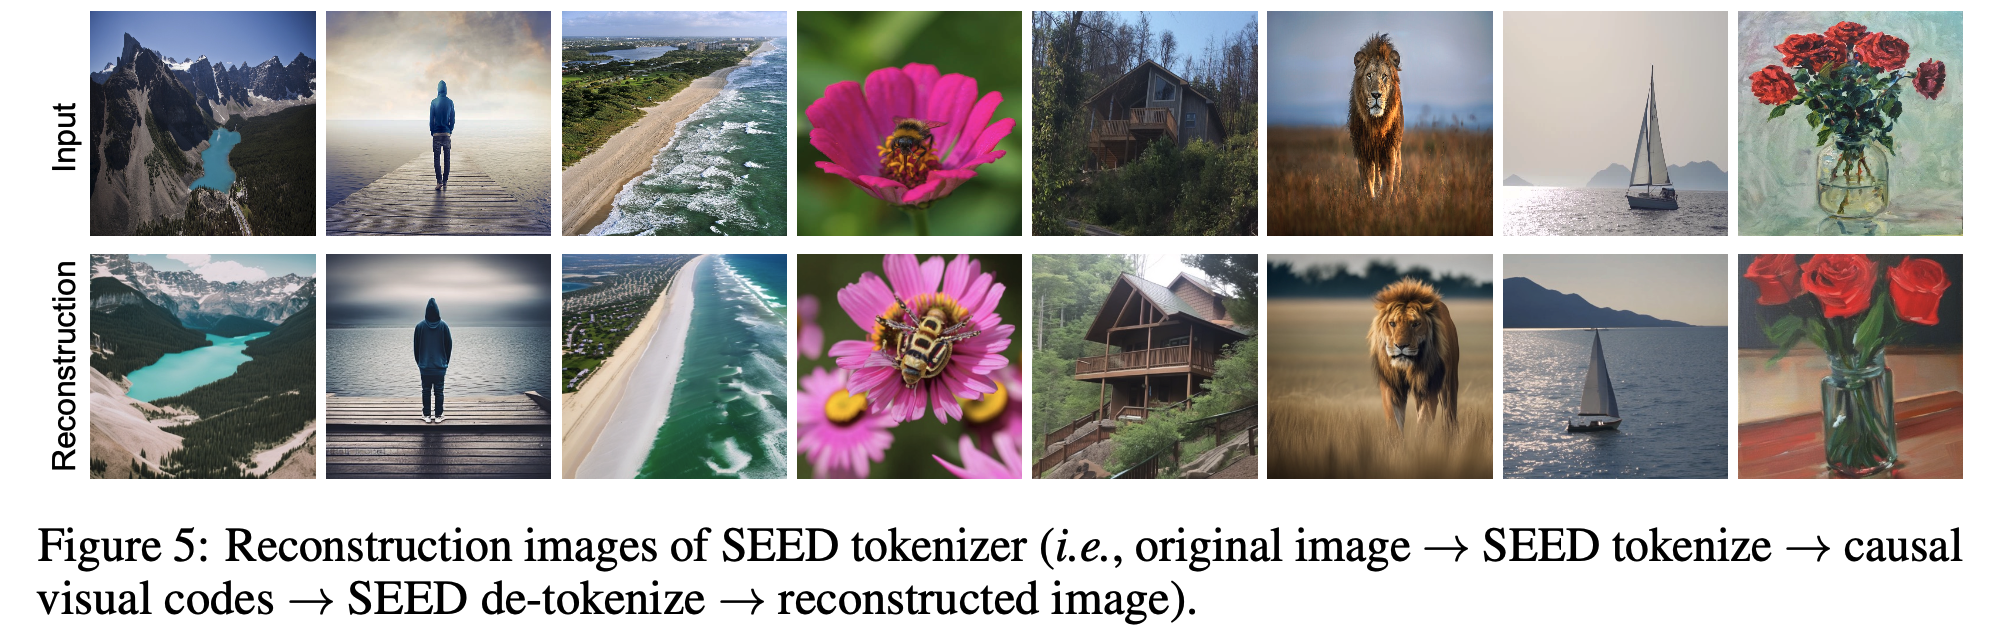 Input
Reconstruction
Figure 5: Reconstruction images of SEED tokenizer (i.e., original image → SEED tokenize → causal
visual codes → SEED de-tokenize → reconstructed image).